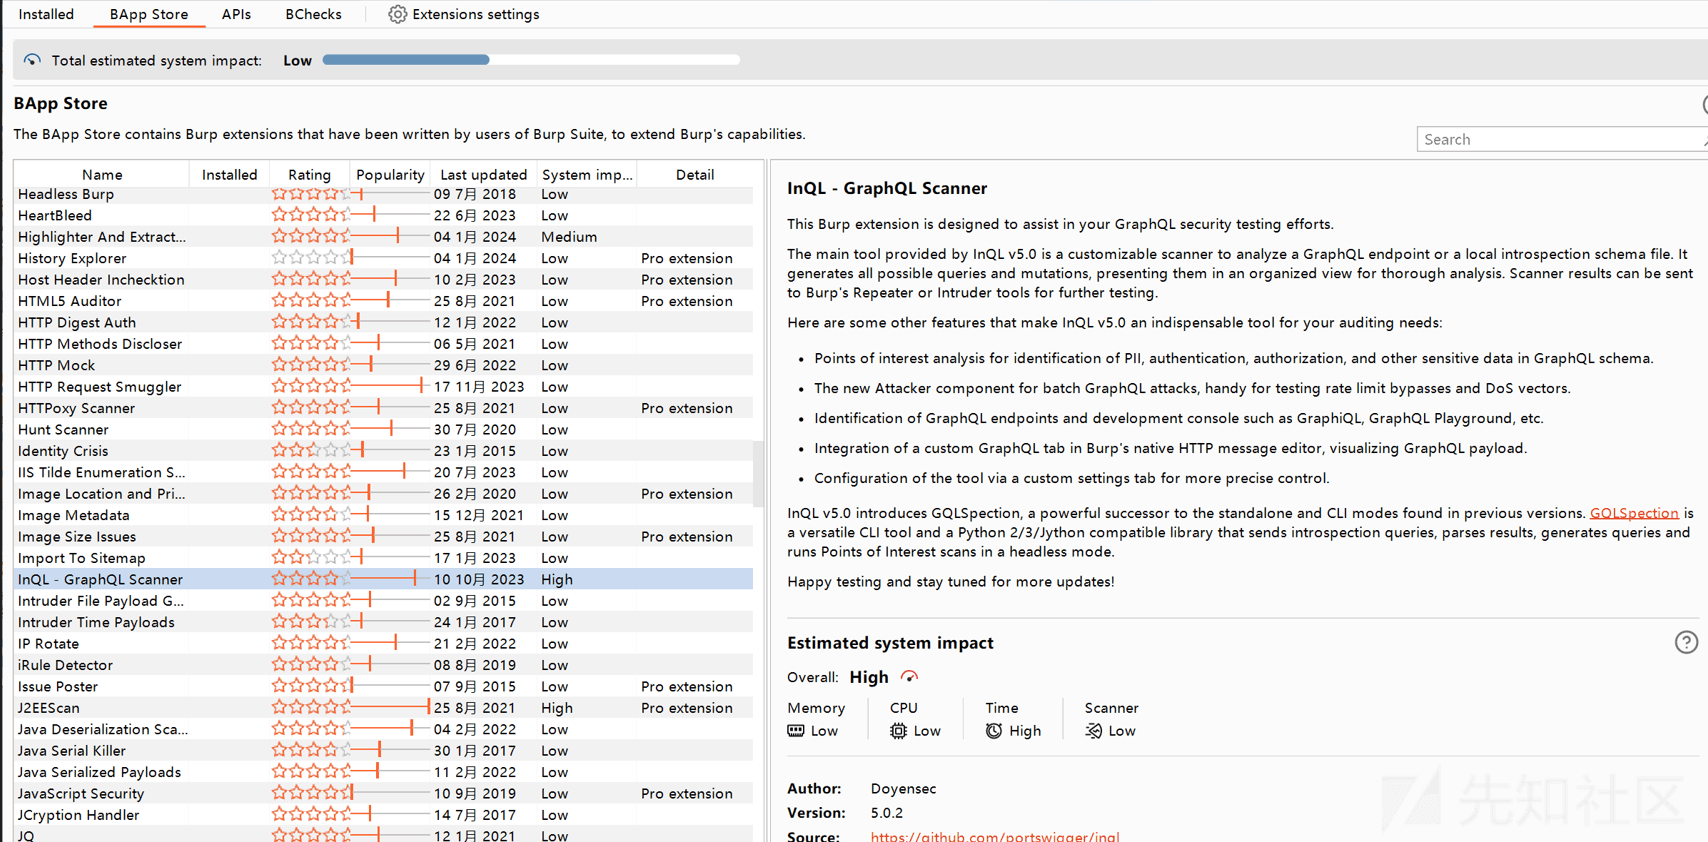 Installed BApp Store APIs BChecks Extensions settings
Total estimated system impact: Low
BApp Store
The BApp Store contains Burp extensions that have been written by users of Burp Suite, to extend Burp's capabilities.
Search
Name Installed Rating Popularity Last updated System imp... Detail
Headless Burp 09 7月 2018 Low
HeartBleed 22 6月 2023 Low
Highlighter And Extract... 04 1月 2024 Medium
History Explorer 04 1月 2024 Low Pro extension
Host Header Inchecktion 10 2月 2023 Low Pro extension
HTML5 Auditor 25 8月 2021 Low Pro extension
HTTP Digest Auth 12 1月 2022 Low
HTTP Methods Discloser 06 5月 2021 Low
HTTP Mock 29 6月 2022 Low
HTTP Request Smuggler 17 11月 2023 Low
HTTPoxy Scanner 25 8月 2021 Low Pro extension
Hunt Scanner 30 7月 2020 Low
Identity Crisis 23 1月 2015 Low
IIS Tilde Enumeration S... 20 7月 2023 Low
Image Location and Pri... 26 2月 2020 Low Pro extension
Image Metadata 15 12月 2021 Low
Image Size Issues 25 8月 2021 Low Pro extension
Import To Sitemap 17 1月 2023 Low
InQL - GraphQL Scanner 10 10月 2023 High
Intruder File Payload G... 02 9月 2015 Low
Intruder Time Payloads 24 1月 2017 Low
IP Rotate 21 2月 2022 Low
iRule Detector 08 8月 2019 Low
Issue Poster 07 9月 2015 Low Pro extension
J2EEScan 25 8月 2021 High Pro extension
Java Deserialization Sca... 04 2月 2022 Low
Java Serial Killer 30 1月 2017 Low
Java Serialized Payloads 11 2月 2022 Low
JavaScript Security 10 9月 2019 Low Pro extension
JCryption Handler 14 7月 2017 Low
JQ 12 1月 2021 Low
InQL - GraphQL Scanner
This Burp extension is designed to assist in your GraphQL security testing efforts.
The main tool provided by InQL v5.0 is a customizable scanner to analyze a GraphQL endpoint or a local introspection schema file. It
generates all possible queries and mutations, presenting them in an organized view for thorough analysis. Scanner results can be sent
to Burp's Repeater or Intruder tools for further testing.
Here are some other features that make InQL v5.0 an indispensable tool for your auditing needs:
• Points of interest analysis for identification of PII, authentication, authorization, and other sensitive data in GraphQL schema.
• The new Attacker component for batch GraphQL attacks, handy for testing rate limit bypasses and DoS vectors.
• Identification of GraphQL endpoints and development console such as GraphiQL, GraphQL Playground, etc.
• Integration of a custom GraphQL tab in Burp's native HTTP message editor, visualizing GraphQL payload.
• Configuration of the tool via a custom settings tab for more precise control.
InQL v5.0 introduces GQLSpection, a powerful successor to the standalone and CLI modes found in previous versions. GQLSpection is
a versatile CLI tool and a Python 2/3/Jython compatible library that sends introspection queries, parses results, generates queries and
runs Points of Interest scans in a headless mode.
Happy testing and stay tuned for more updates!
Estimated system impact
Overall: High
Memory CPU Time Scanner
Low Low High Low
Author: Doyensec
Version: 5.0.2
Source: https://github.com/portswigger/inql
先知社区